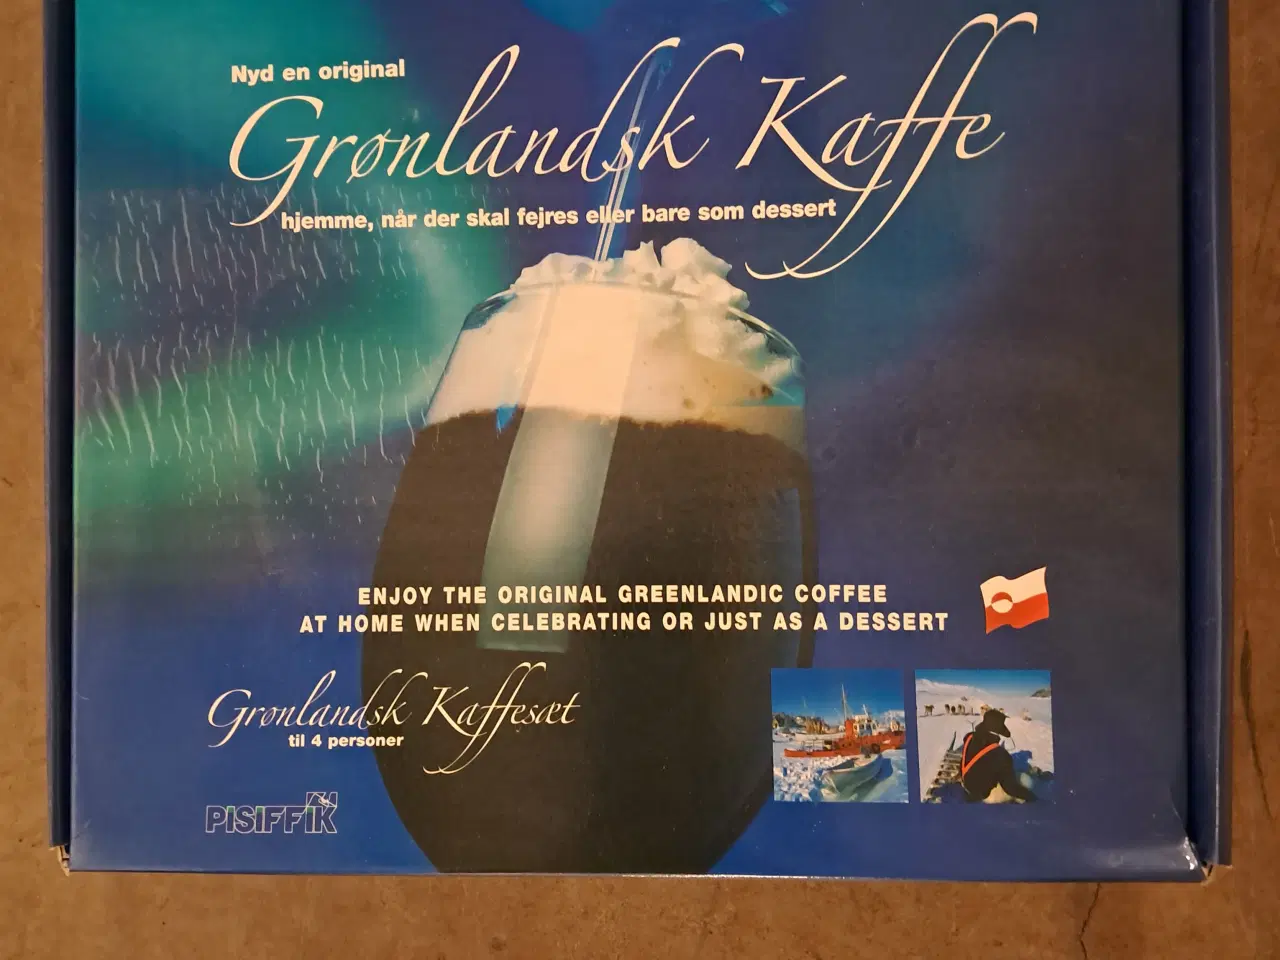 Nyd en original
Grønlandsk Kaffe
hjemme, når der skal fejres eller bare som dessert
ENJOY THE ORIGINAL GREENLANDIC COFFEE
AT HOME WHEN CELEBRATING OR JUST AS A DESSERT
Grønlandsk Kaffesæt
til 4 personer
PISIFFIK